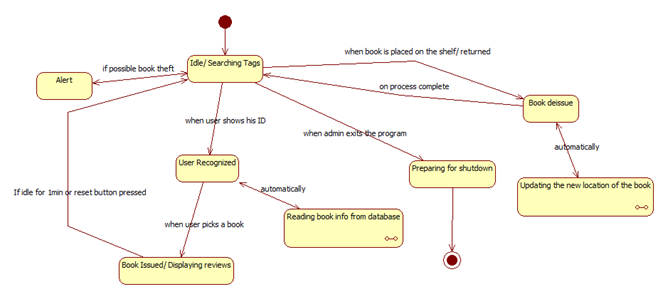 Idle/ Searching Tags
when book is placed on the shelf/ returned
if possible book theft
Alert
on process complete
Book deissue
when user shows his ID
when admin exits the program
automatically
User Recognized
Preparing for shutdown
Updating the new location of the book
If idle for 1min or reset button pressed
automatically
Reading book info from database
when user picks a book
Book Issued/ Displaying reviews